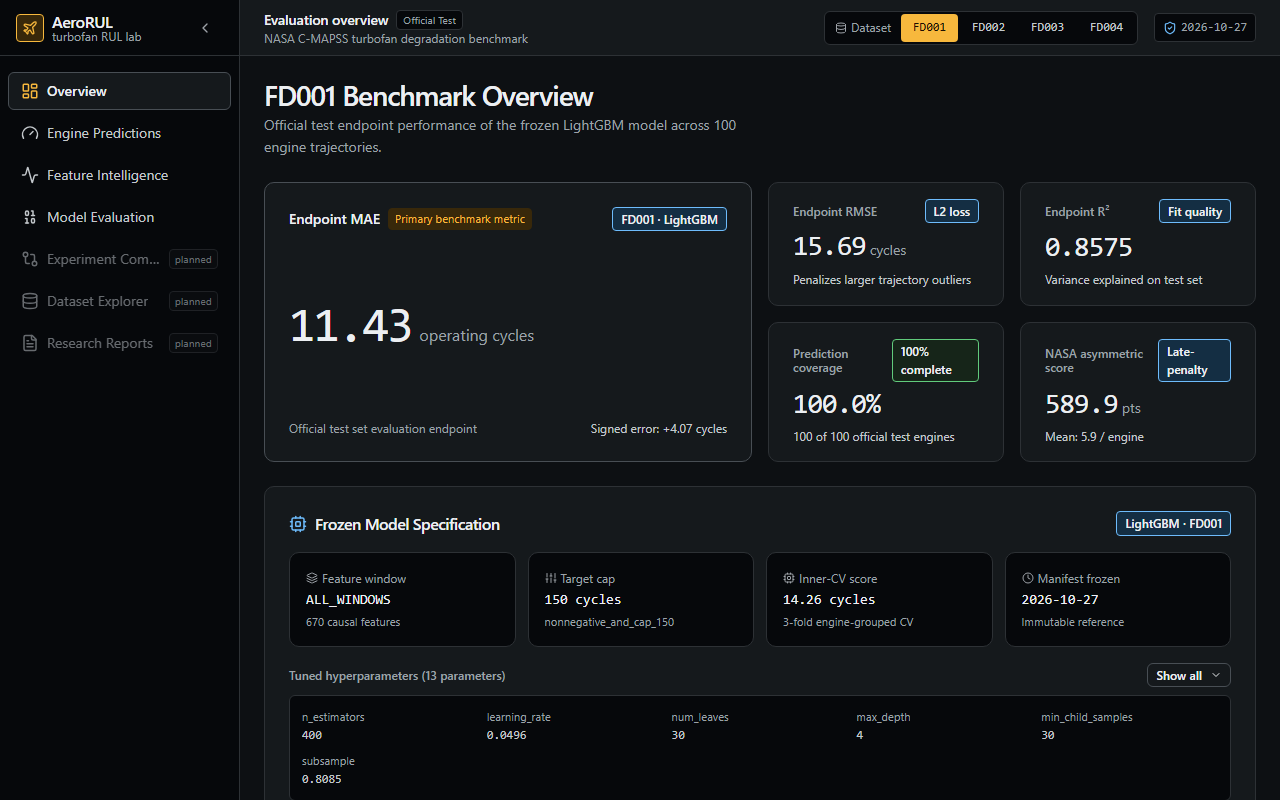 AeroRUL
turbofan RUL lab
Overview
Engine Predictions
Feature Intelligence
Model Evaluation
Experiment Com... planned
Dataset Explorer planned
Research Reports planned
Evaluation overview Official Test
NASA C-MAPSS turbofan degradation benchmark
Dataset FD001 FD002 FD003 FD004
2026-10-27
FD001 Benchmark Overview
Official test endpoint performance of the frozen LightGBM model across 100
engine trajectories.
Endpoint MAE Primary benchmark metric FD001 · LightGBM
11.43 operating cycles
Official test set evaluation endpoint Signed error: +4.07 cycles
Endpoint RMSE L2 loss
15.69 cycles
Penalizes larger trajectory outliers
Endpoint R² Fit quality
0.8575
Variance explained on test set
Prediction
coverage
100%
complete
100.0%
100 of 100 official test engines
NASA asymmetric
score
Late-
penalty
589.9 pts
Mean: 5.9 / engine
Frozen Model Specification LightGBM · FD001
Feature window
ALL_WINDOWS
670 causal features
Target cap
150 cycles
nonnegative_and_cap_150
Inner-CV score
14.26 cycles
3-fold engine-grouped CV
Manifest frozen
2026-10-27
Immutable reference
Tuned hyperparameters (13 parameters) Show all
n_estimators
400
learning_rate
0.0496
num_leaves
30
max_depth
4
min_child_samples
30
subsample
0.8085